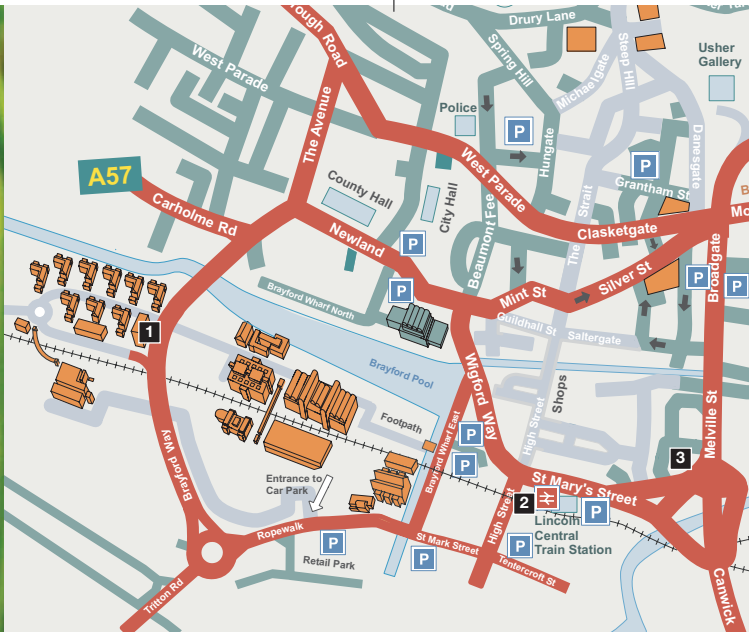 Drury Lane
Spring Hill
Steep Hill
Michaelgate
Usher
Gallery
ough Road
West Parade
Police
P
The Avenue
Hungate
Danesgate
P
West Parade
Grantham St
A57
County Hall
City Hall
The Strait
Carholme Rd
Newland
Beaumont Fee
Clasketgate
Broadgate
P
Silver St
P
P
Mint St
P
Brayford Wharf North
Guildhall St
Saltergate
1
Brayford Pool
Wigford Way
Shops
High Street
Footpath
Brayford Wharf East
Melville St
P
P
3
Brayford Way
Entrance to
Car Park
St Mary's Street
2
P
Lincoln
Central
Train Station
High Street
Ropewalk
P
Retail Park
St Mark Street
P
P
Tentercroft St
Tritton Rd
Canwick